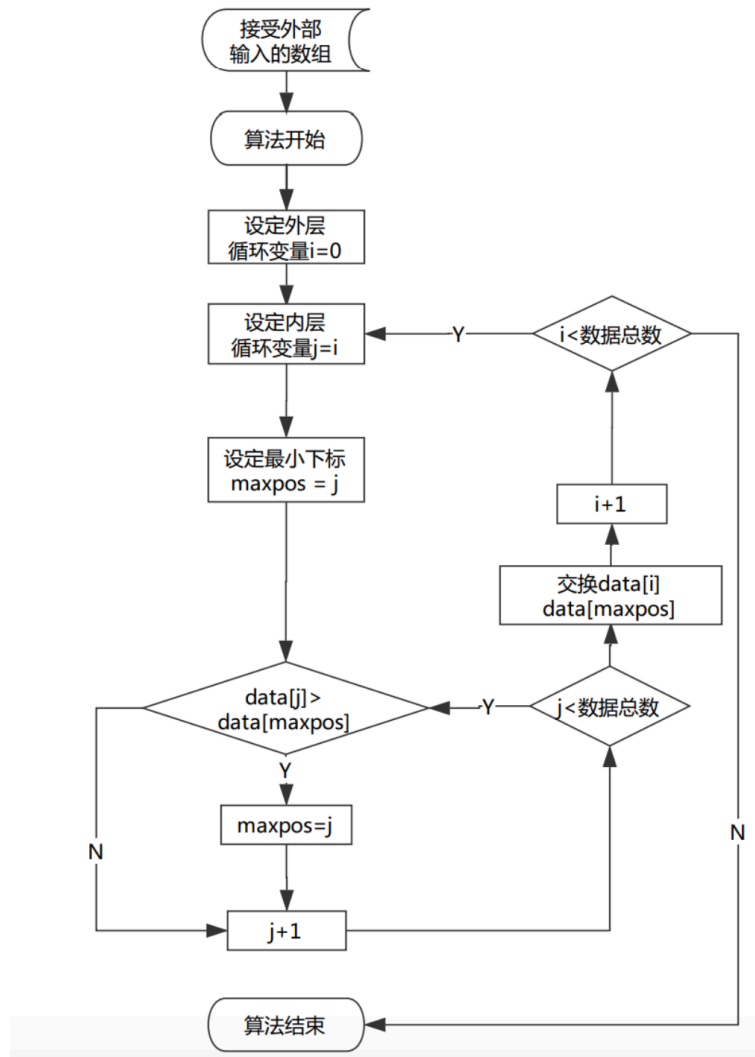 接受外部
输入的数组
算法开始
设定外层
循环变量i=0
设定内层
循环变量j=i
Y
i<数据总数
设定最小下标
maxpos = j
i+1
交换data[i]
data[maxpos]
data[j]>
data[maxpos]
Y
j<数据总数
Y
maxpos=j
N
N
j+1
算法结束